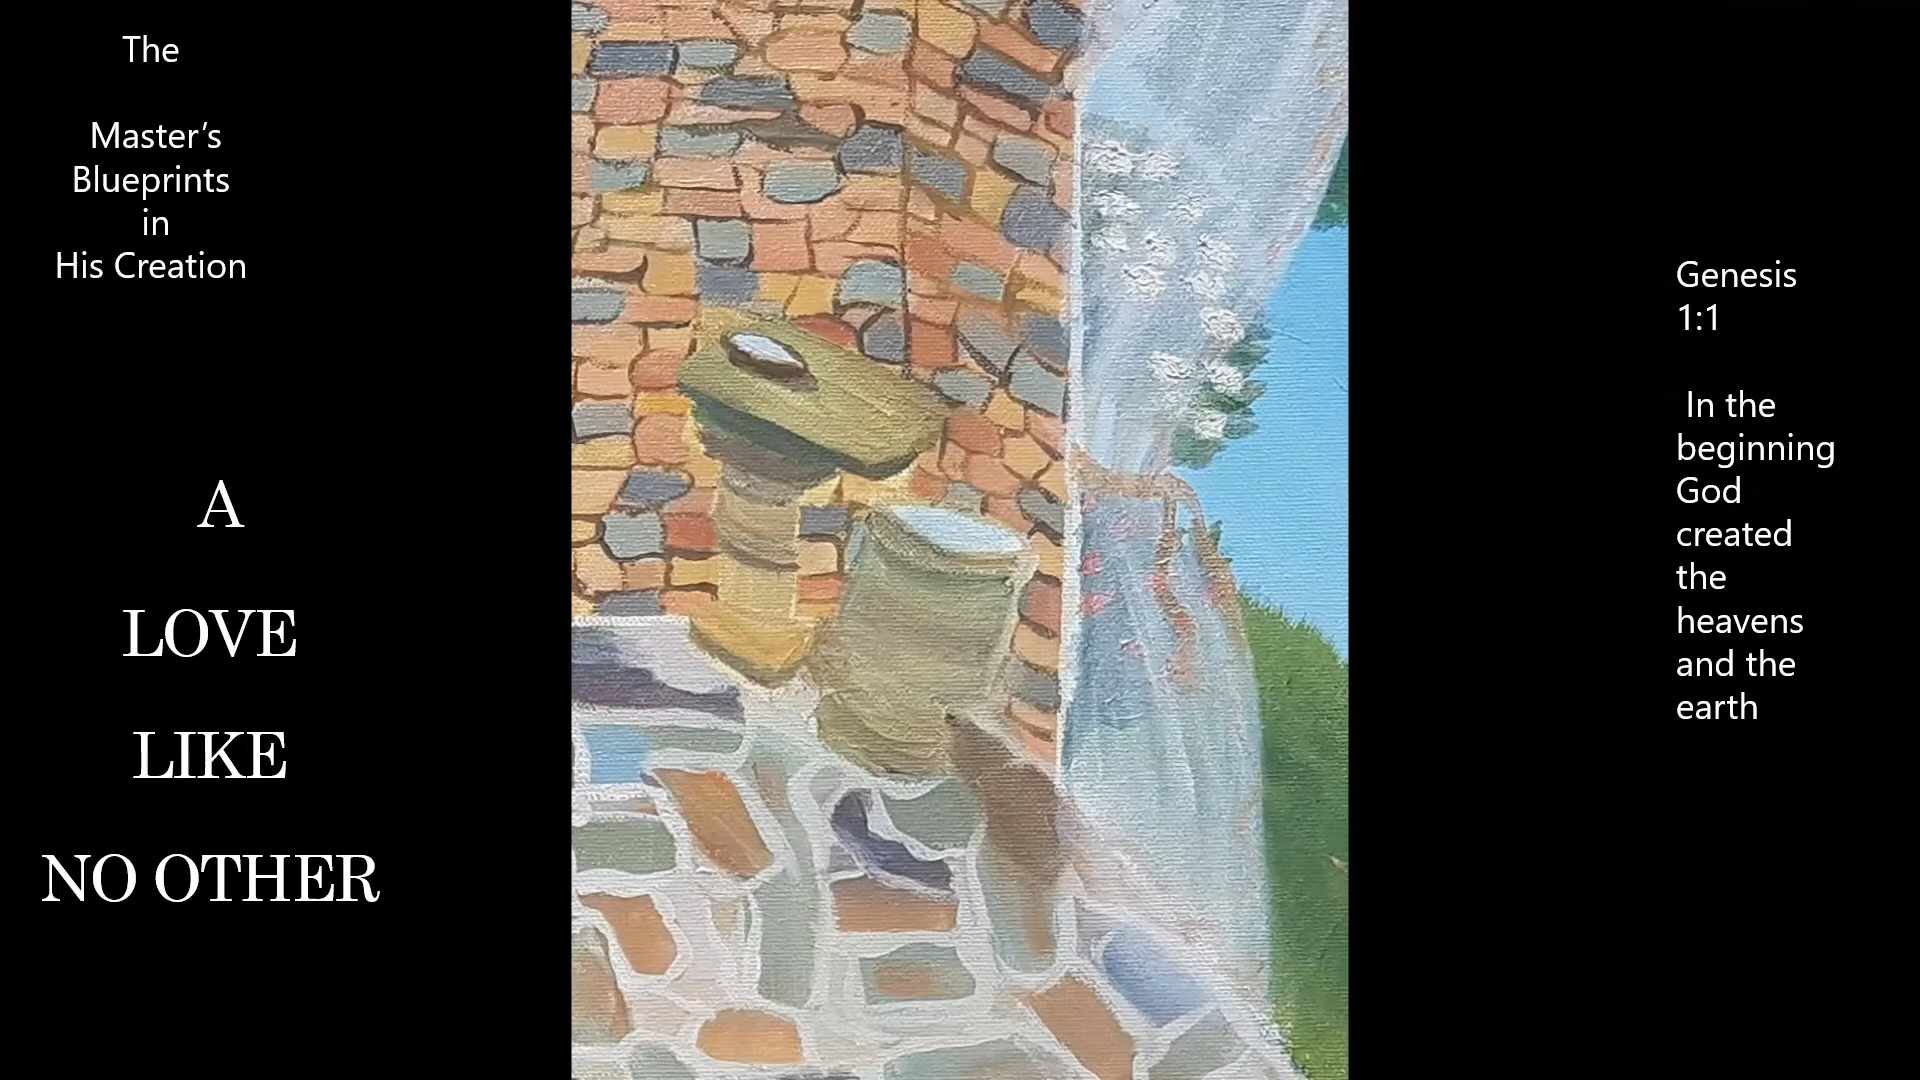 The
Master’s
Blueprints
in
His Creation
A
LOVE
LIKE
NO OTHER
Genesis
1:1
In the
beginning
God
created
the
heavens
and the
earth